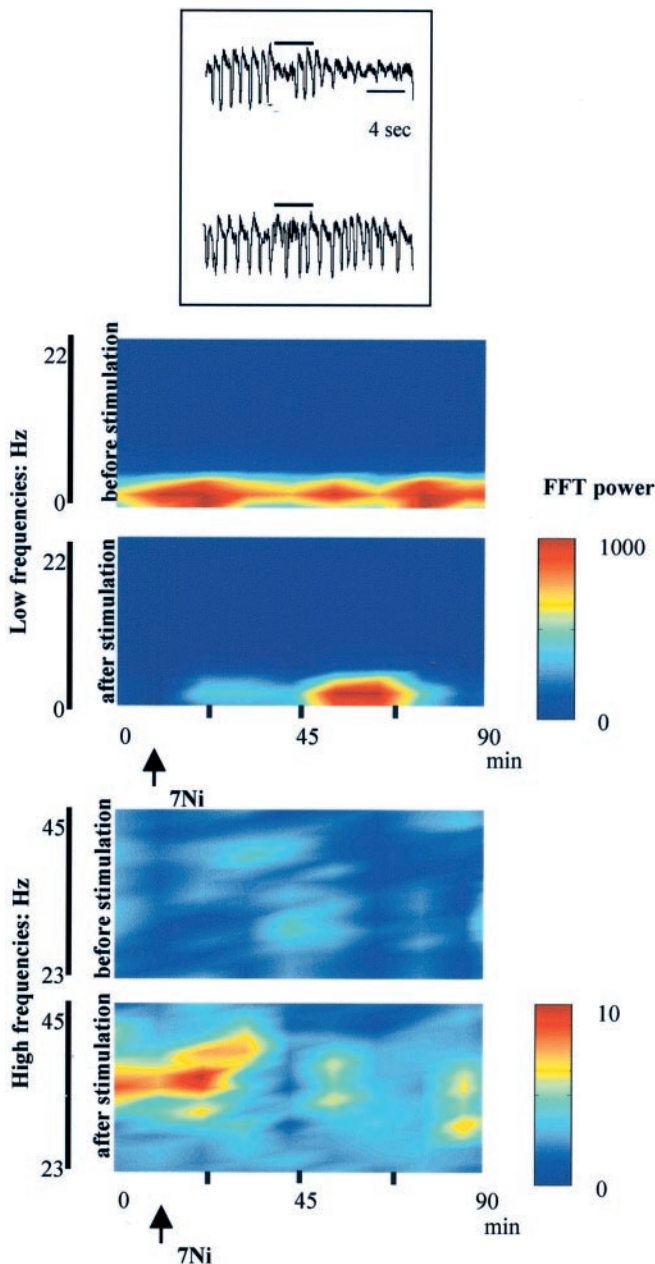 4 sec
Low frequencies: Hz
22
0
before stimulation
22
0
after stimulation
FFT power
1000
0
0 45 90
min
7Ni
High frequencies: Hz
45
23
before stimulation
45
23
after stimulation
10
0
0 45 90
min
7Ni